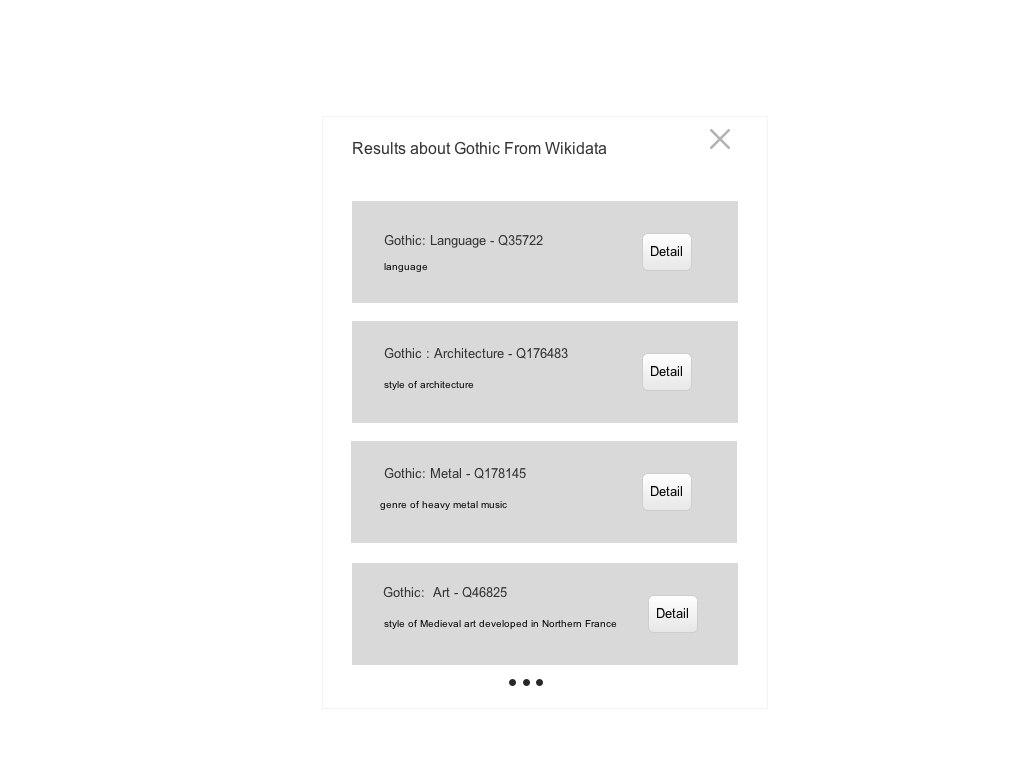 Results about Gothic From Wikidata
Gothic: Language - Q35722
Detail
language
Gothic : Architecture - Q176483
Detail
style of architecture
Gothic: Metal - Q178145
Detail
genre of heavy metal music
Gothic:  Art - Q46825
Detail
style of Medieval art developed in Northern France